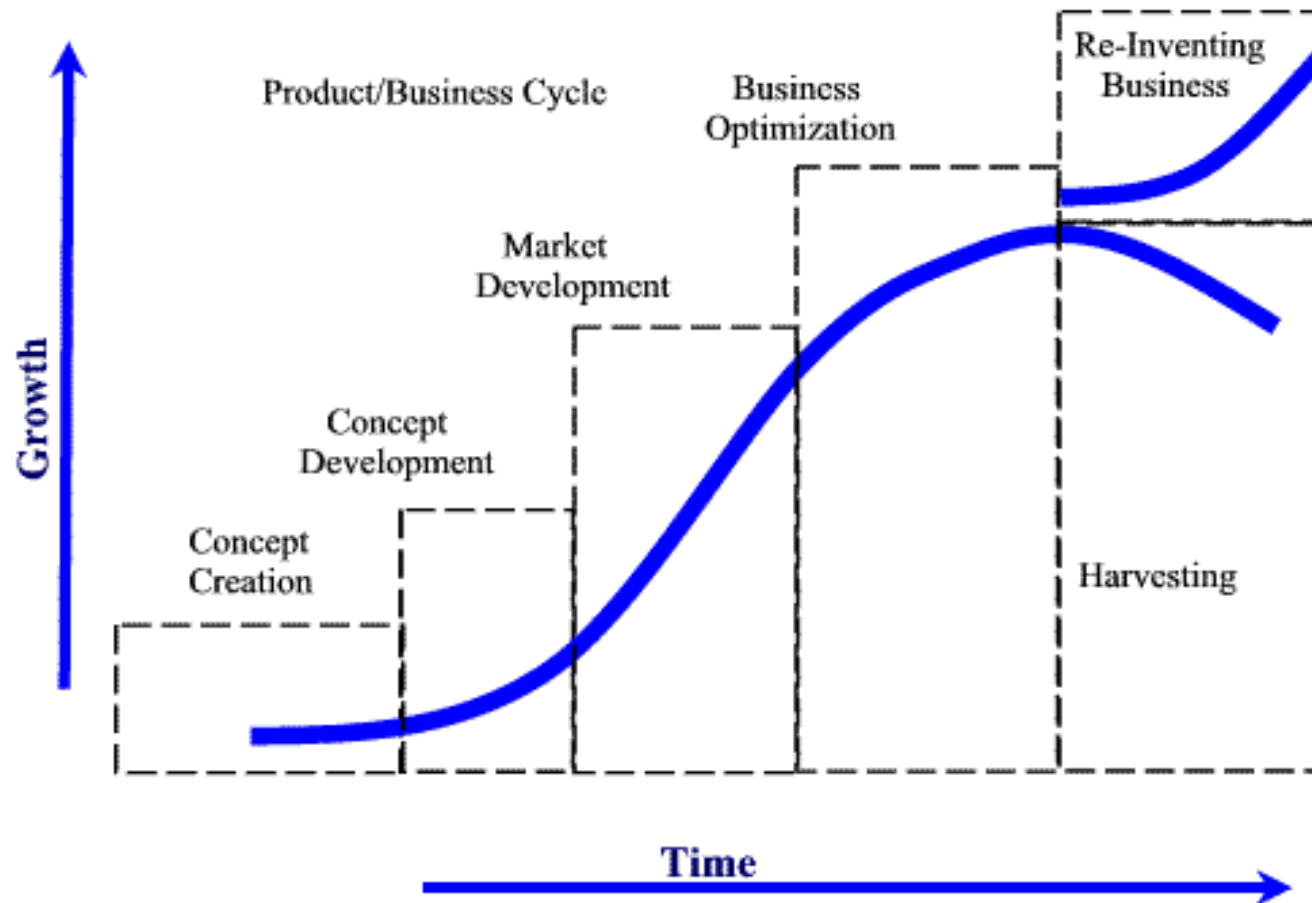 Re-Inventing
Business
Product/Business Cycle
Business
Optimization
Market
Development
Growth
Concept
Development
Concept
Creation
Harvesting
Time